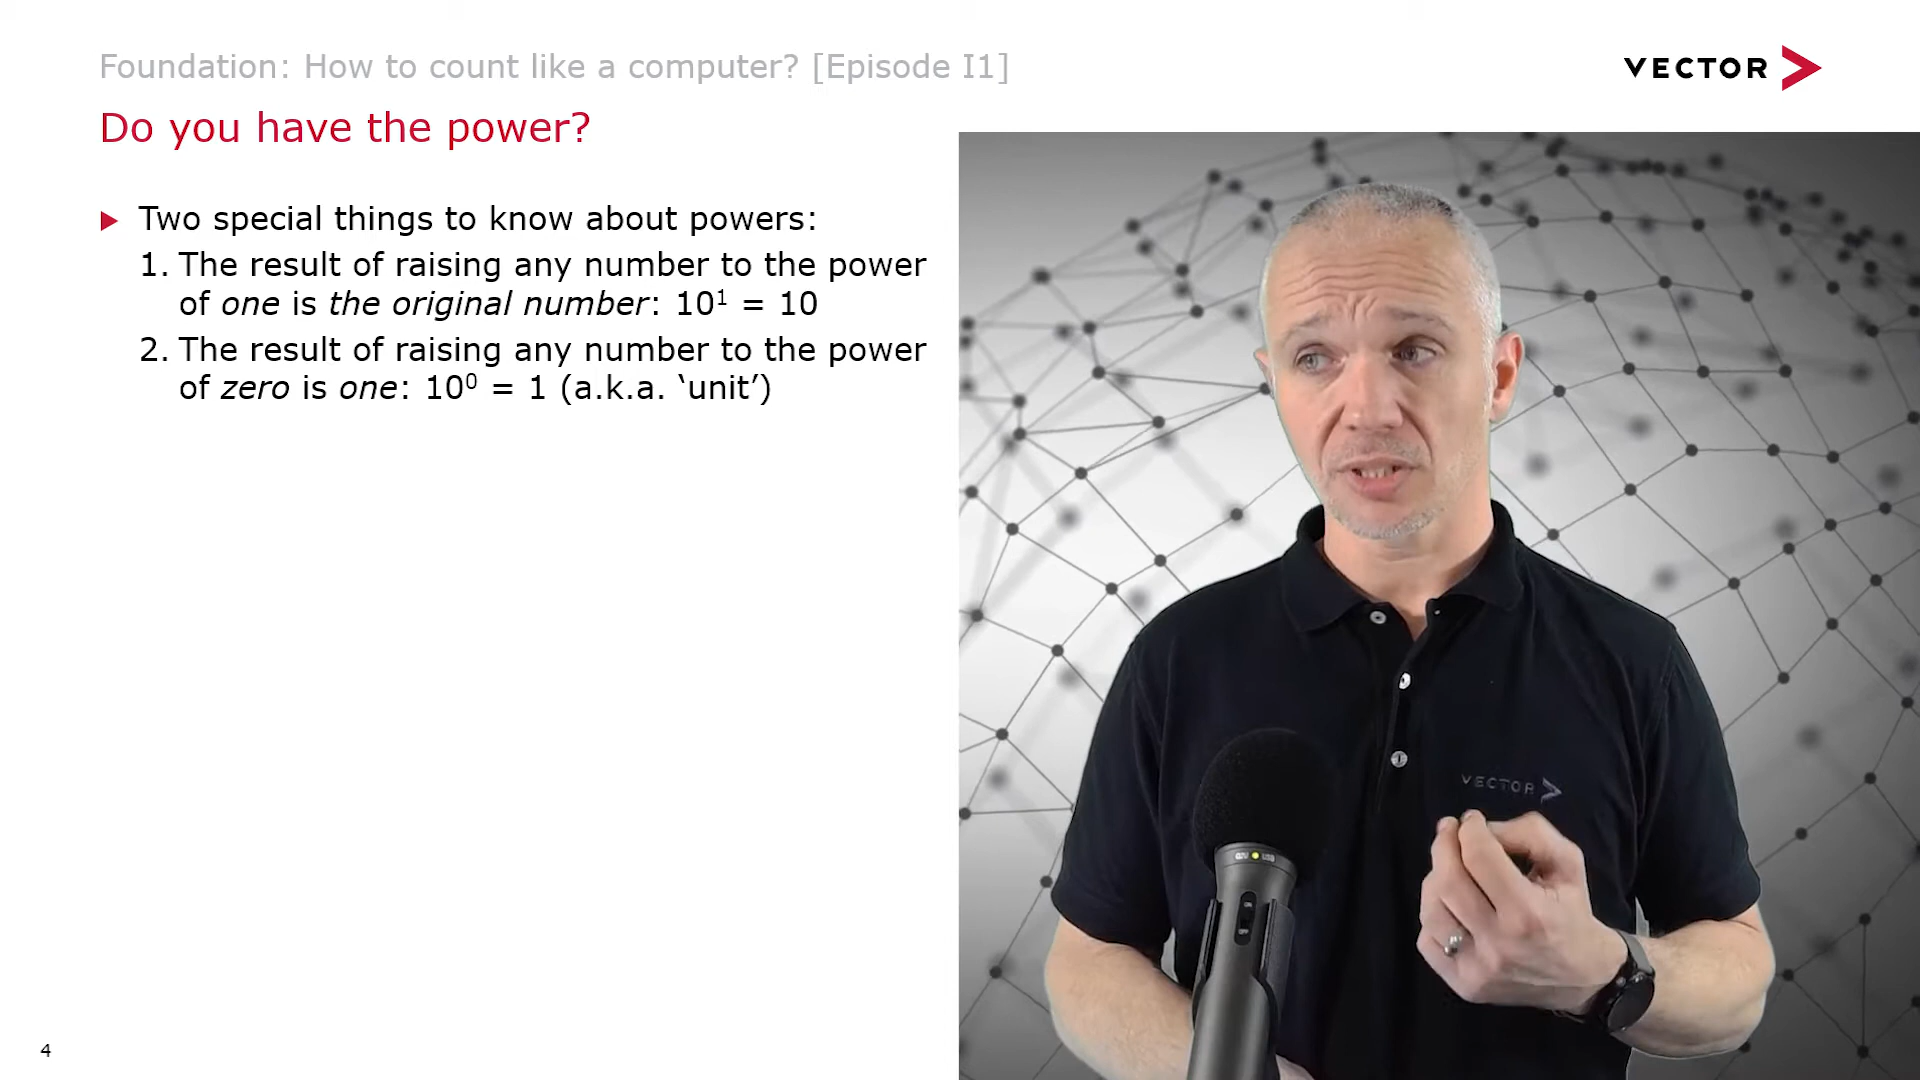 Foundation: How to count like a computer? [Episode I1]
VECTOR
Do you have the power?
Two special things to know about powers:
1. The result of raising any number to the power
of one is the original number: 10¹ = 10
2. The result of raising any number to the power
of zero is one: 10⁰ = 1 (a.k.a. ‘unit’)
VECTOR
4